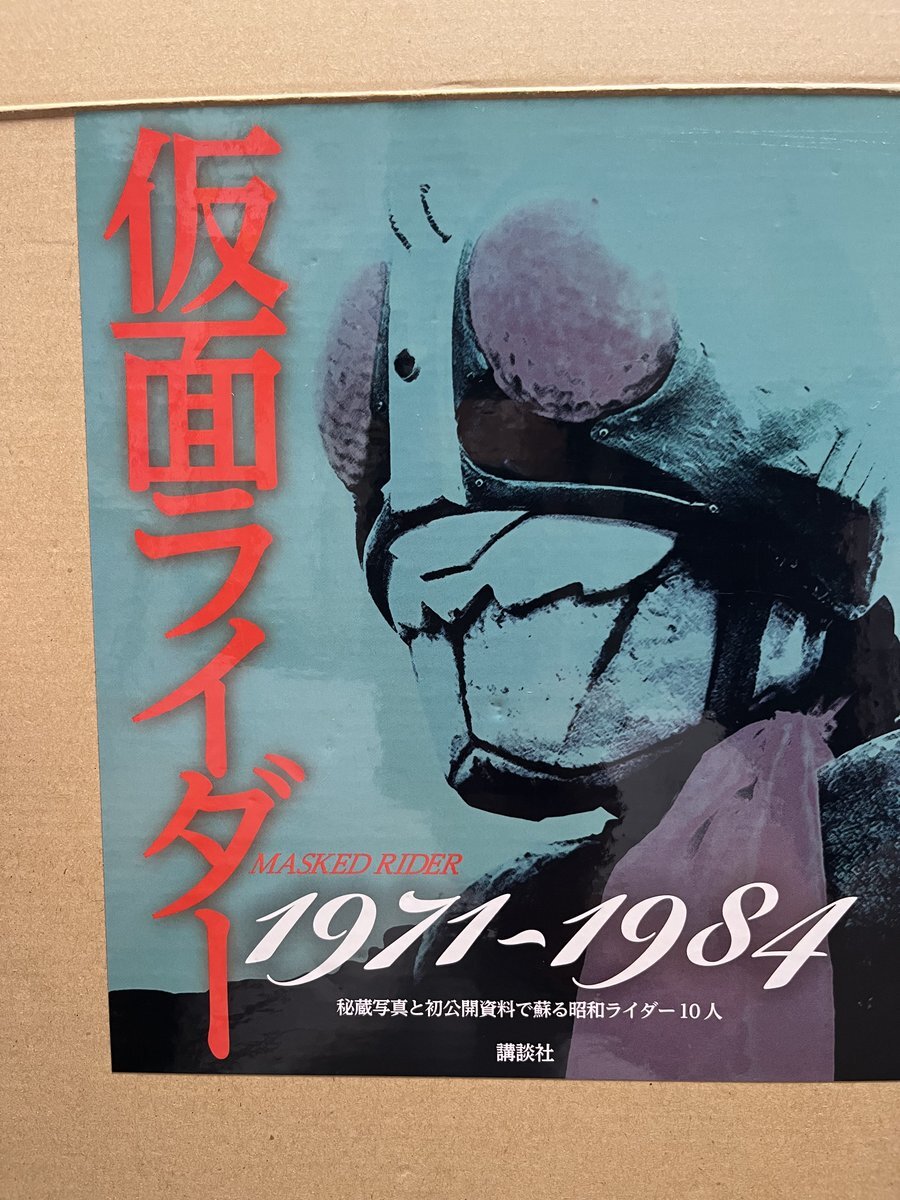 仮面ライダー
MASKED RIDER
1971~1984
秘蔵写真と初公開資料で蘇る昭和ライダー10人
講談社